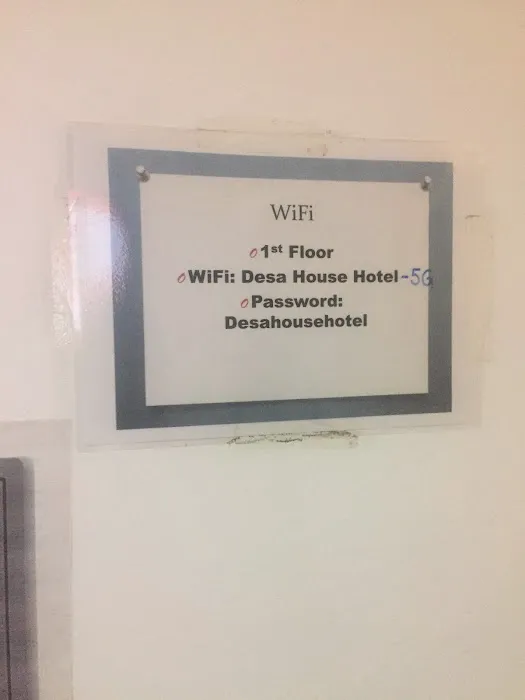 WiFi
1st Floor
WiFi: Desa House Hotel-5G
Password:
Desahousehotel